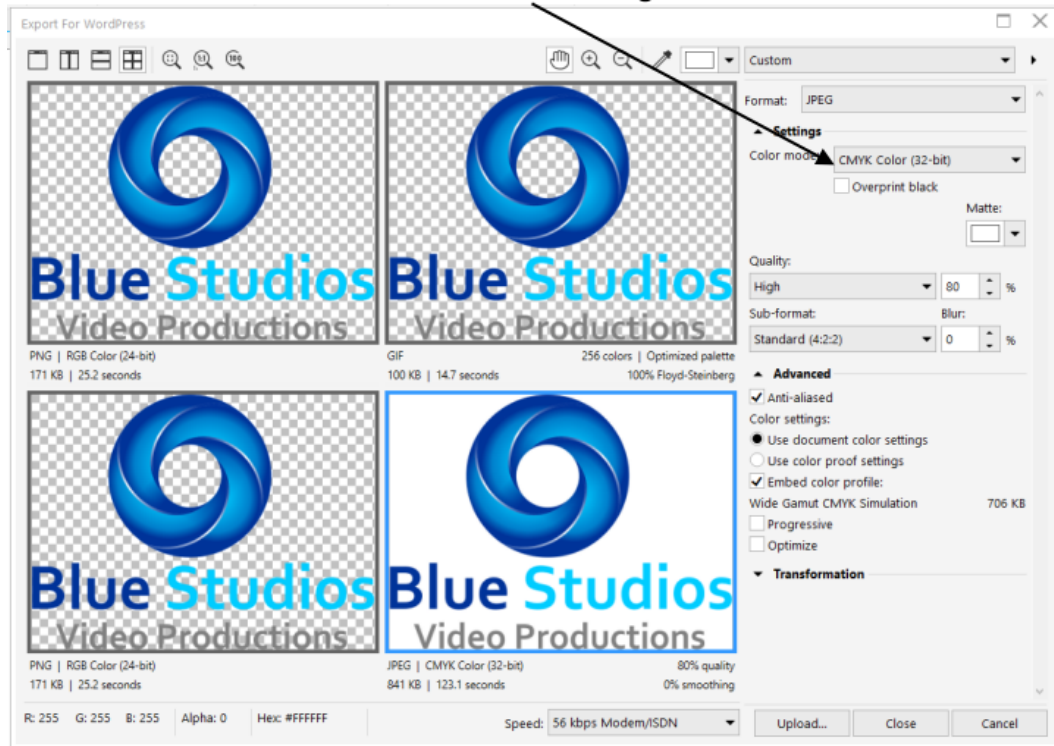 Export For WordPress
Custom
Format: JPEG
Settings
CMYK Color (32-bit)
Overprint black
Matte:
Quality:
High 80 %
Sub-format: Blur:
Standard (4:2:2) 0 %
Advanced
Anti-aliased
Color settings:
Use document color settings
Use color proof settings
Embed color profile:
Wide Gamut CMYK Simulation 706 KB
Progressive
Optimize
Transformation
Blue Studios
Video Productions
PNG | RGB Color (24-bit)
171 KB | 25.2 seconds
Blue Studios
Video Productions
GIF 256 colors | Optimized palette
100 KB | 14.7 seconds 100% Floyd-Steinberg
Blue Studios
Video Productions
PNG | RGB Color (24-bit)
171 KB | 25.2 seconds
Blue Studios
Video Productions
JPEG | CMYK Color (32-bit) 80% quality
841 KB | 123.1 seconds 0% smoothing
R: 255 G: 255 B: 255 Alpha: 0 Hex: #FFFFFF
Speed: 56 kbps Modem/ISDN
Upload... Close Cancel